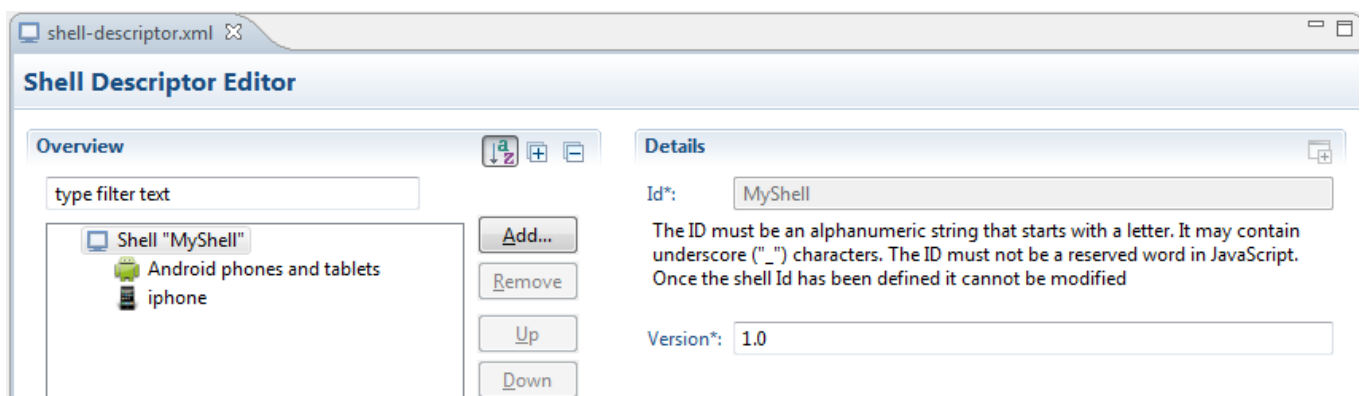 shell-descriptor.xml
Shell Descriptor Editor
Overview
type filter text
Shell "MyShell"
Android phones and tablets
iphone
Add...
Remove
Up
Down
Details
Id*: MyShell
The ID must be an alphanumeric string that starts with a letter. It may contain
underscore ("_") characters. The ID must not be a reserved word in JavaScript.
Once the shell Id has been defined it cannot be modified
Version*: 1.0